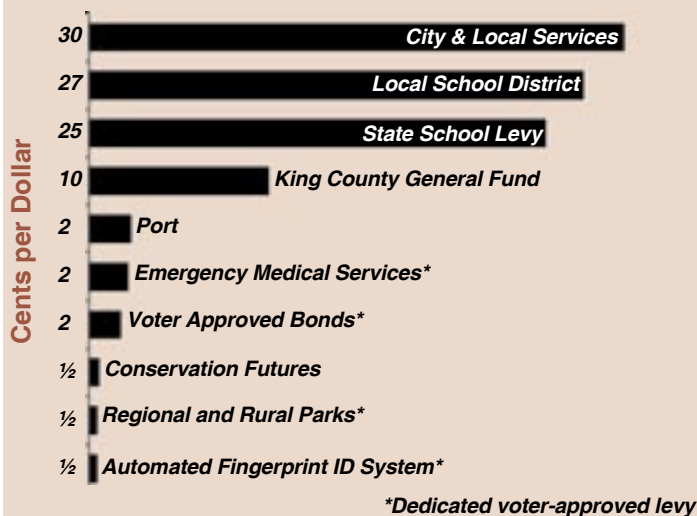 Cents per Dollar
30 City & Local Services
27 Local School District
25 State School Levy
10 King County General Fund
2 Port
2 Emergency Medical Services*
2 Voter Approved Bonds*
½ Conservation Futures
½ Regional and Rural Parks*
½ Automated Fingerprint ID System*
*Dedicated voter-approved levy